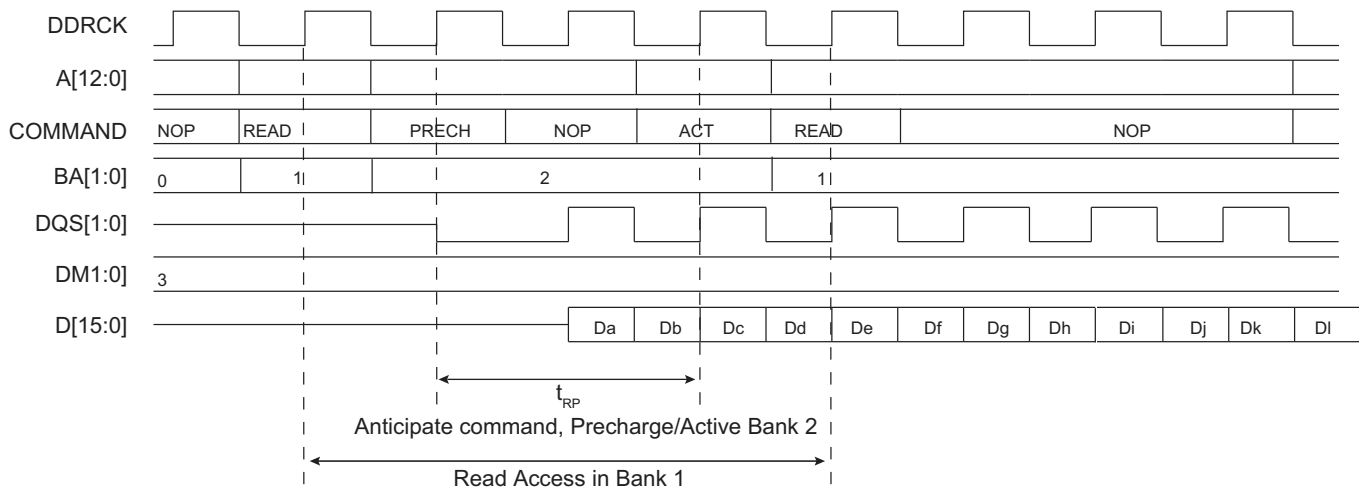 DDRCK
A[12:0]
COMMAND NOP READ PRECH NOP ACT READ NOP
BA[1:0] 0 1 2 1
DQS[1:0]
DM1:0] 3
D[15:0] Da Db Dc Dd De Df Dg Dh Di Dj Dk Dl
tRP
Anticipate command, Precharge/Active Bank 2
Read Access in Bank 1